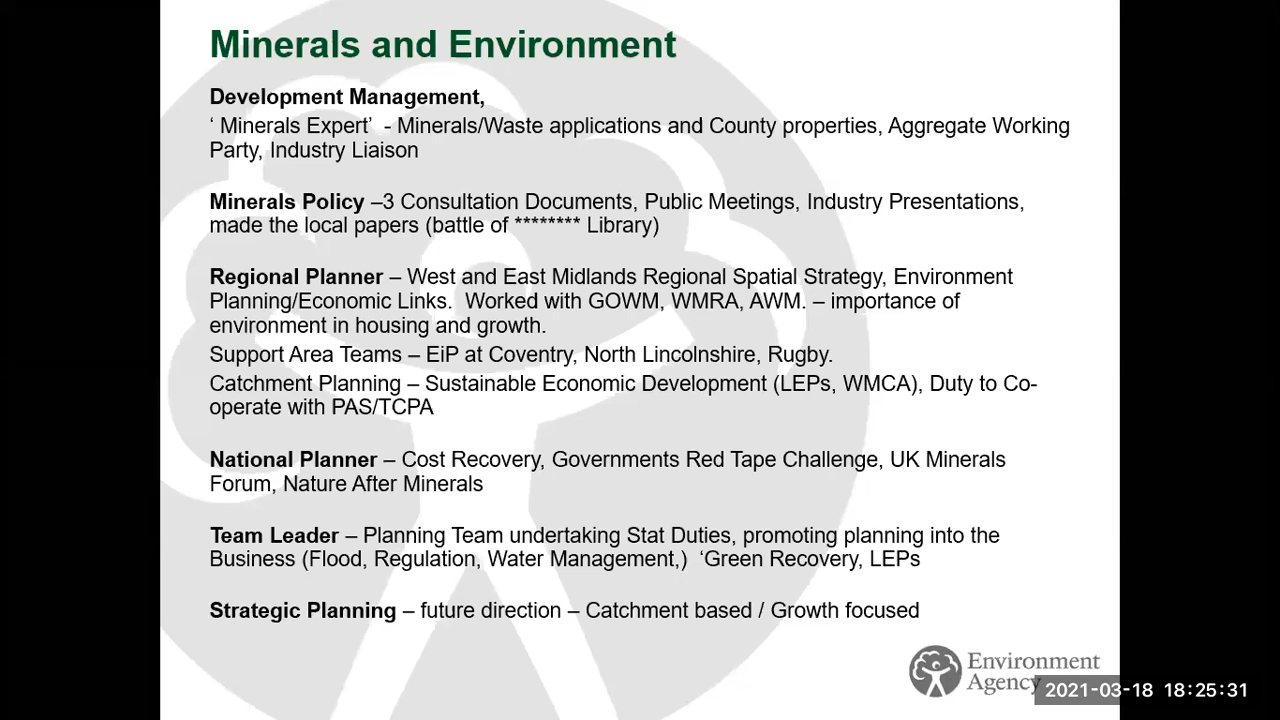 Minerals and Environment
Development Management,
‘ Minerals Expert’ - Minerals/Waste applications and County properties, Aggregate Working
Party, Industry Liaison
Minerals Policy –3 Consultation Documents, Public Meetings, Industry Presentations,
made the local papers (battle of ******** Library)
Regional Planner – West and East Midlands Regional Spatial Strategy, Environment
Planning/Economic Links. Worked with GOWM, WMRA, AWM. – importance of
environment in housing and growth.
Support Area Teams – EiP at Coventry, North Lincolnshire, Rugby.
Catchment Planning – Sustainable Economic Development (LEPs, WMCA), Duty to Co-
operate with PAS/TCPA
National Planner – Cost Recovery, Governments Red Tape Challenge, UK Minerals
Forum, Nature After Minerals
Team Leader – Planning Team undertaking Stat Duties, promoting planning into the
Business (Flood, Regulation, Water Management,) ‘Green Recovery, LEPs
Strategic Planning – future direction – Catchment based / Growth focused
Environment
Agency
2021-03-18 18:25:31